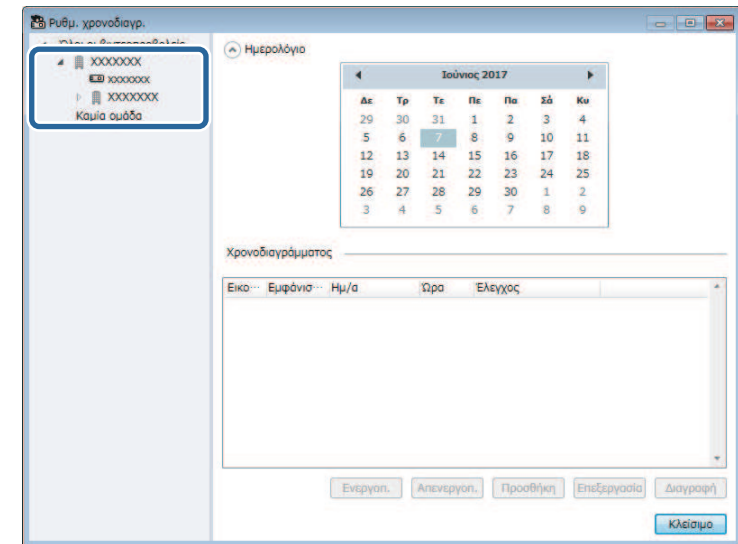 Ρυθμ. χρονοδιαγρ.
XXXXXXX
xxxxxxx
XXXXXXX
Καμία ομάδα
Ημερολόγιο
Ιούνιος 2017
Δε Τρ Τε Πε Πα Σά Κυ
29 30 31 1 2 3 4
5 6 7 8 9 10 11
12 13 14 15 16 17 18
19 20 21 22 23 24 25
26 27 28 29 30 1 2
3 4 5 6 7 8 9
Χρονοδιαγράμματος
Εικο... Εμφάνισ... Ημ/α Ώρα Έλεγχος
Ενεργοπ. Απενεργοπ. Προσθήκη Επεξεργασία Διαγραφή
Κλείσιμο